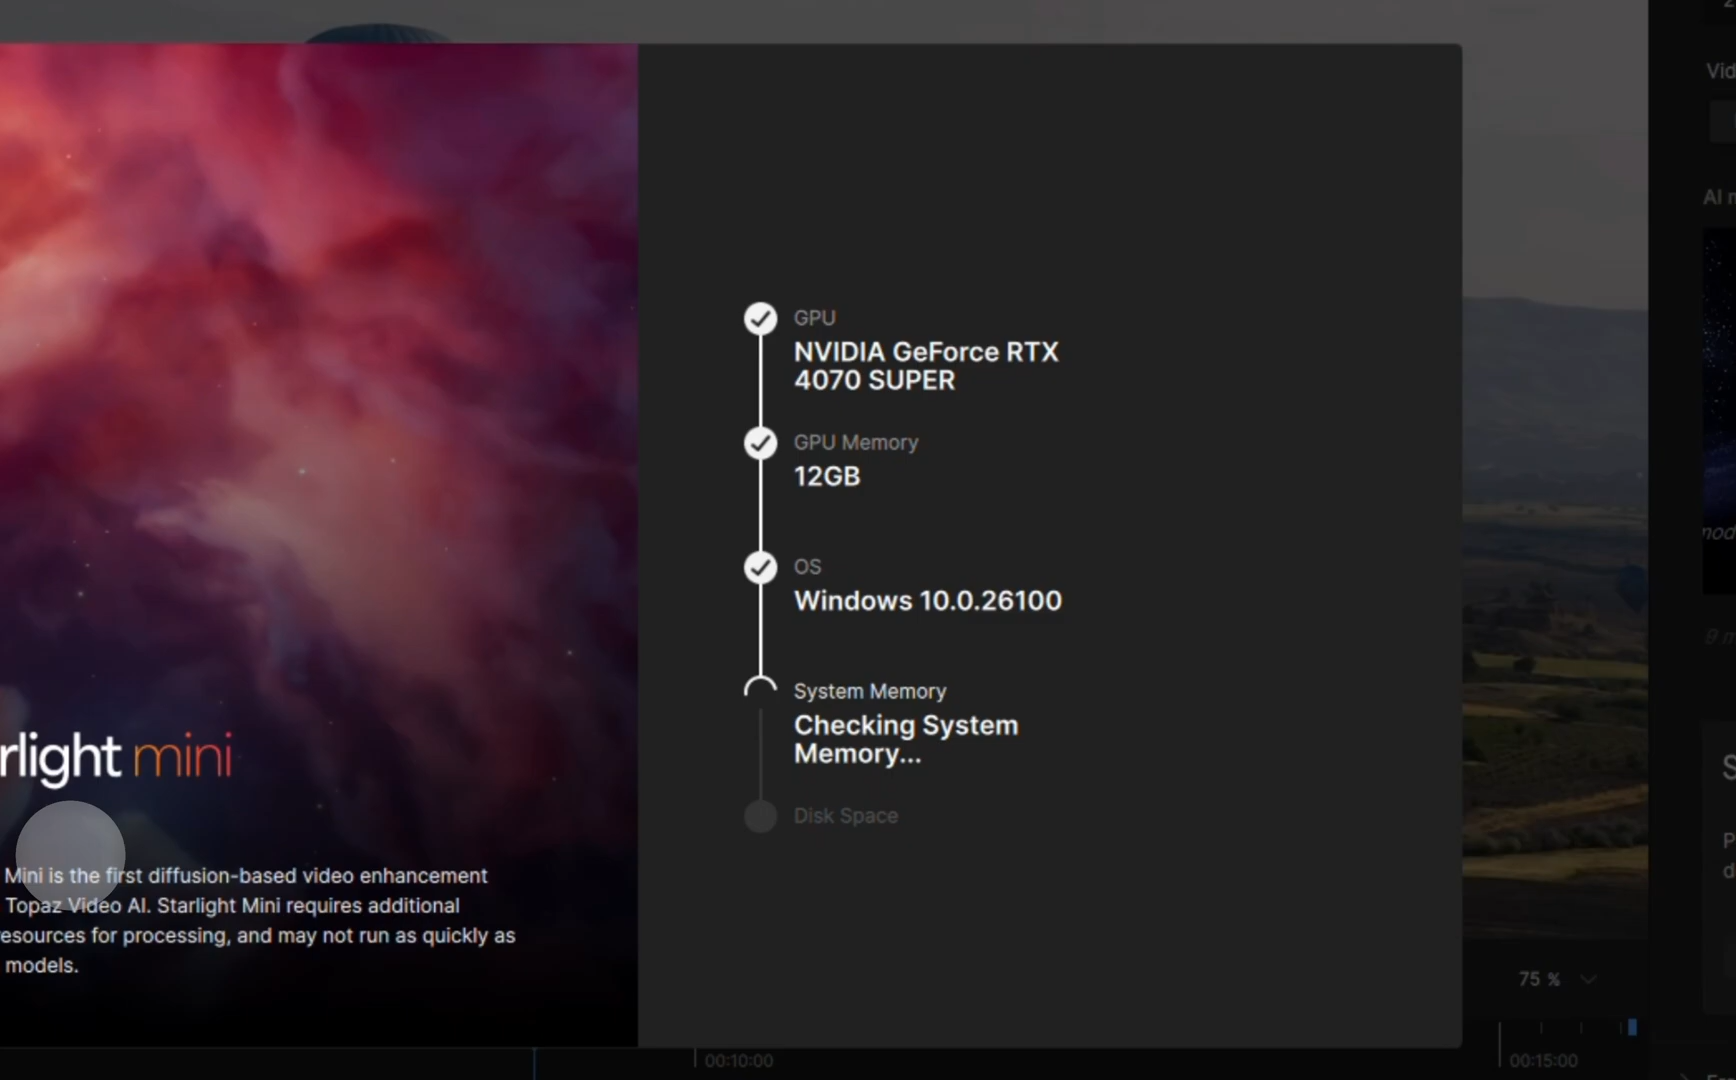 Vid
AI m
GPU
NVIDIA GeForce RTX
4070 SUPER
GPU Memory
12GB
OS
Windows 10.0.26100
System Memory
Checking System
Memory...
Disk Space
rlight mini
Mini is the first diffusion-based video enhancement
Topaz Video AI. Starlight Mini requires additional
esources for processing, and may not run as quickly as
models.
75 %
00:10:00
00:15:00